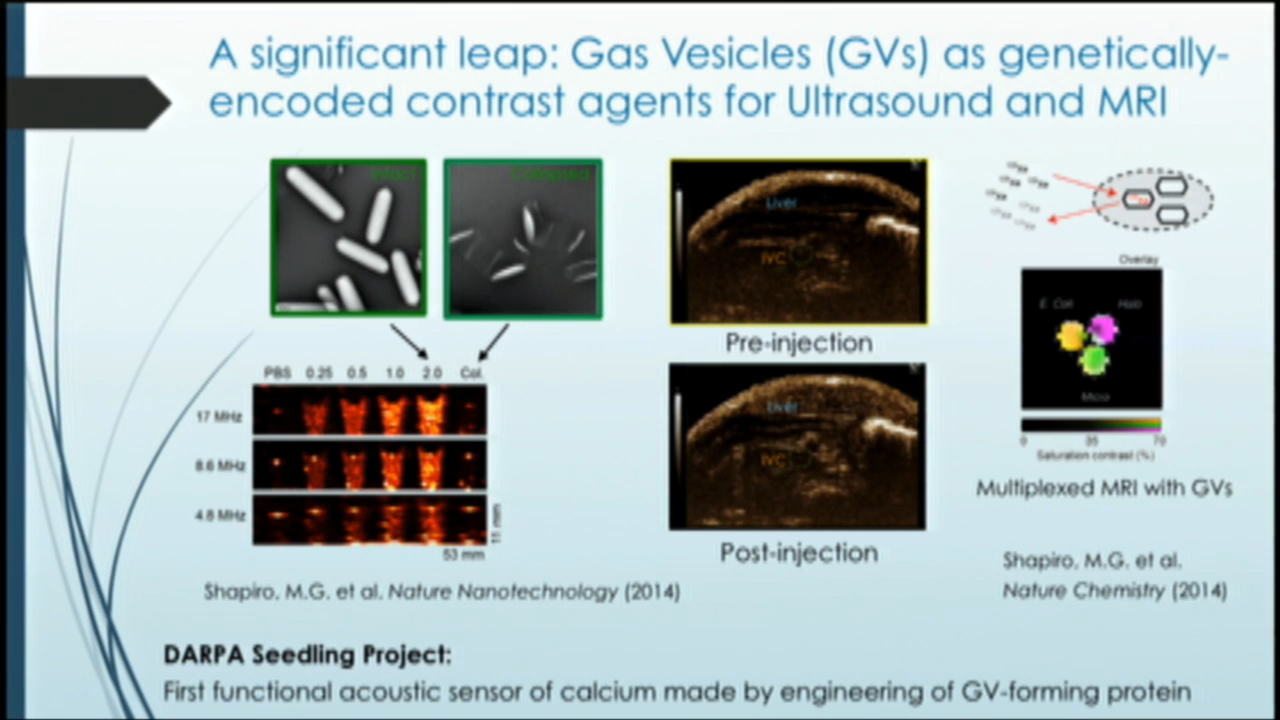 A significant leap: Gas Vesicles (GVs) as genetically-
encoded contrast agents for Ultrasound and MRI
Intact
Collapsed
PBS 0.25 0.5 1.0 2.0 Col.
17 MHz
8.6 MHz
4.8 MHz
11 mm
53 mm
Shapiro, M.G. et al. Nature Nanotechnology (2014)
Liver
IVC
Pre-injection
Liver
IVC
Post-injection
Overlay
E. Coli Halo
Micro
0 35 70
Saturation contrast (%)
Multiplexed MRI with GVs
Shapiro, M.G. et al.
Nature Chemistry (2014)
DARPA Seedling Project:
First functional acoustic sensor of calcium made by engineering of GV-forming protein